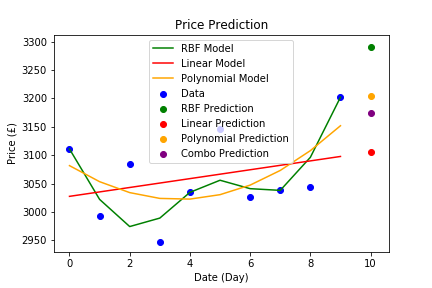 Price Prediction
3300
3250
3200
3150
3100
3050
3000
2950
Price (£)
RBF Model
Linear Model
Polynomial Model
Data
RBF Prediction
Linear Prediction
Polynomial Prediction
Combo Prediction
0 2 4 6 8 10
Date (Day)